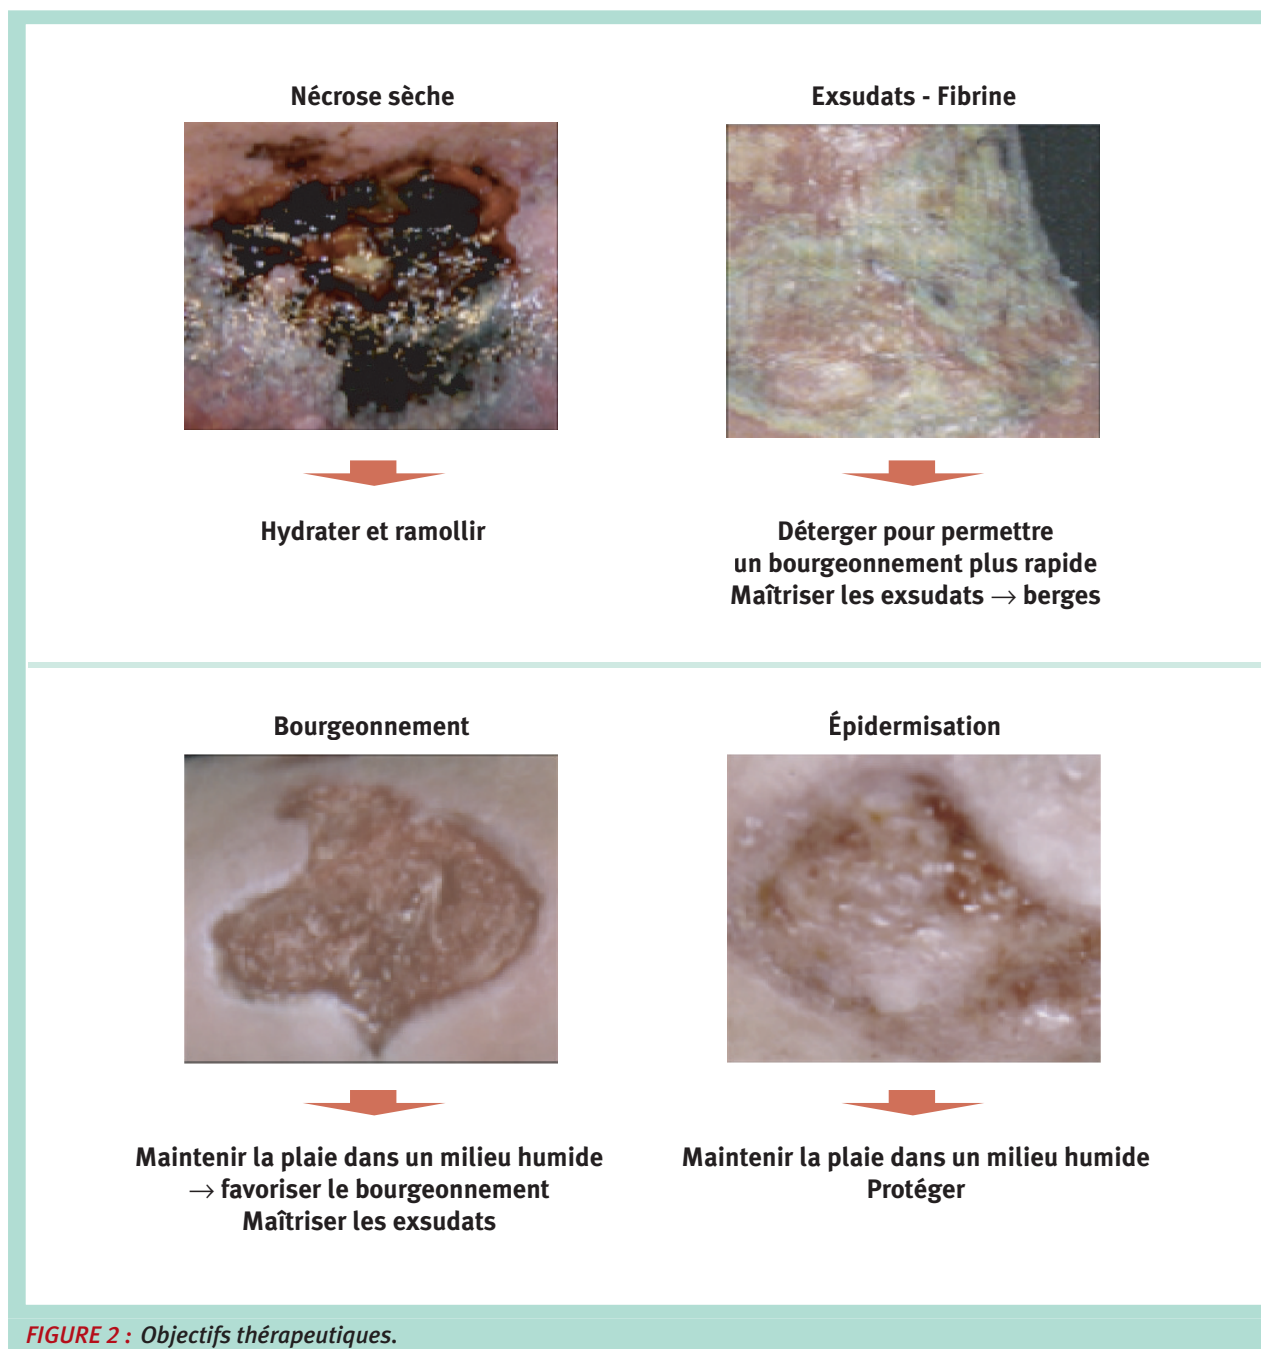 Nécrose sèche
Exsudats - Fibrine
Hydrater et ramollir
Déterger pour permettre
un bourgeonnement plus rapide
Maîtriser les exsudats → berges
Bourgeonnement
Épidermisation
Maintenir la plaie dans un milieu humide
→ favoriser le bourgeonnement
Maîtriser les exsudats
Maintenir la plaie dans un milieu humide
Protéger
FIGURE 2 : Objectifs thérapeutiques.